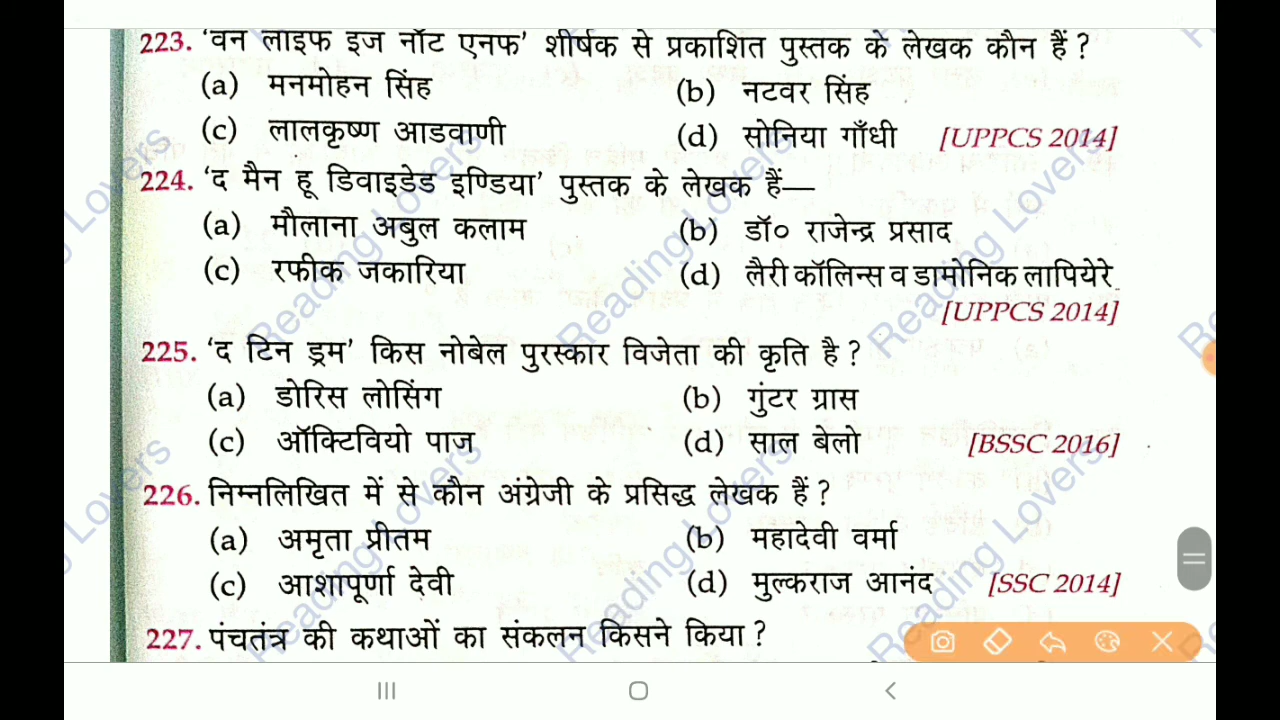 223. 'वन लाइफ इज नॉट एनफ' शीर्षक से प्रकाशित पुस्तक के लेखक कौन हैं ?
(a) मनमोहन सिंह (b) नटवर सिंह
(c) लालकृष्ण आडवाणी (d) सोनिया गाँधी [UPPCS 2014]
224. 'द मैन हू डिवाइडेड इण्डिया' पुस्तक के लेखक हैं—
(a) मौलाना अबुल कलाम (b) डॉ० राजेन्द्र प्रसाद
(c) रफीक जकारिया (d) लैरी कॉलिन्स व डामोनिक लापियेरे
[UPPCS 2014]
225. 'द टिन ड्रम' किस नोबेल पुरस्कार विजेता की कृति है ?
(a) डोरिस लोसिंग (b) गुंटर ग्रास
(c) ऑक्टिवियो पाज (d) साल बेलो [BSSC 2016]
226. निम्नलिखित में से कौन अंग्रेजी के प्रसिद्ध लेखक हैं ?
(a) अमृता प्रीतम (b) महादेवी वर्मा
(c) आशापूर्णा देवी (d) मुल्कराज आनंद [SSC 2014]
227. पंचतंत्र की कथाओं का संकलन किसने किया ?
Reading Lovers